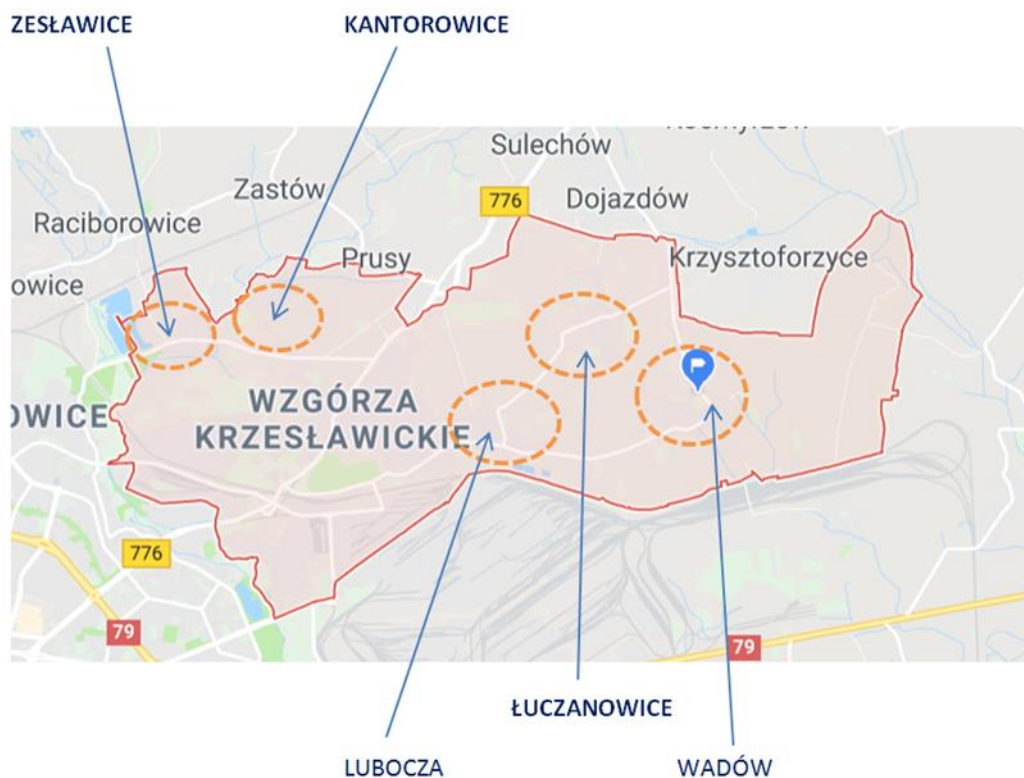 ZESŁAWICE
KANTOROWICE
Sulechów
Zastów
776
Dojazdów
Raciborowice
Prusy
Krzysztoforzyce
owice
WZGÓRZA
KRZESŁAWICKIE
OWICE
776
79
79
ŁUCZANOWICE
LUBOCZA
WADÓW